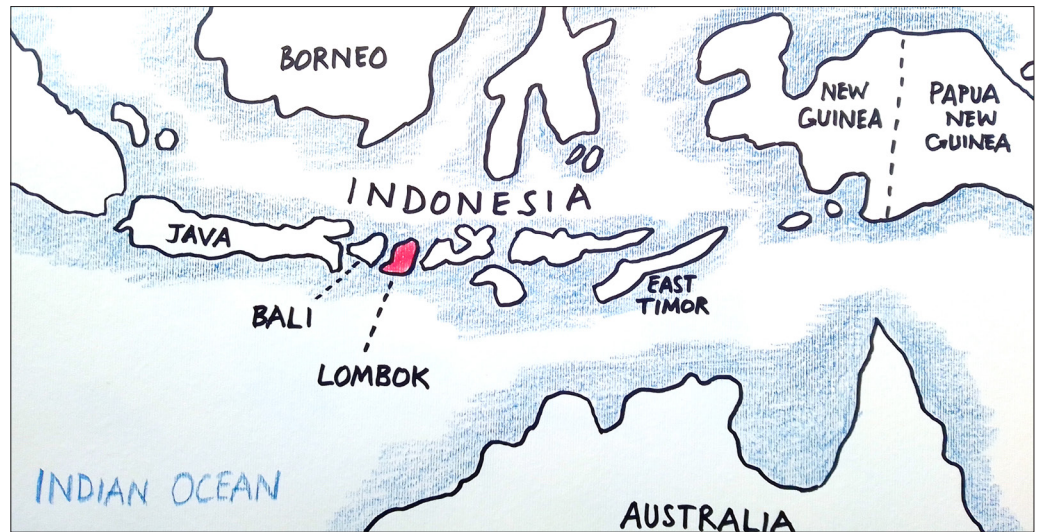 BORNEO
NEW
GUINEA
PAPUA
NEW
GUINEA
INDONESIA
JAVA
EAST
TIMOR
BALI
LOMBOK
INDIAN OCEAN
AUSTRALIA